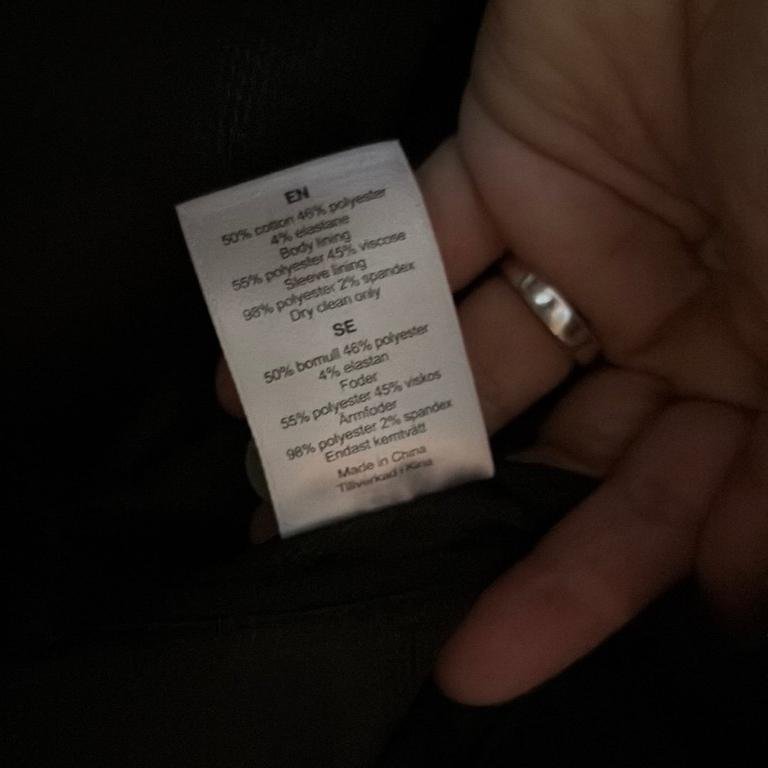 EN
50% cotton 46% polyester
4% elastane
Body lining
55% polyester 45% viscose
Sleeve lining
98% polyester 2% spandex
Dry clean only
SE
50% bomull 46% polyester
4% elastan
Foder
55% polyester 45% viskos
Ärmfoder
98% polyester 2% spandex
Endast kemtvätt
Made in China
Tillverkad i Kina